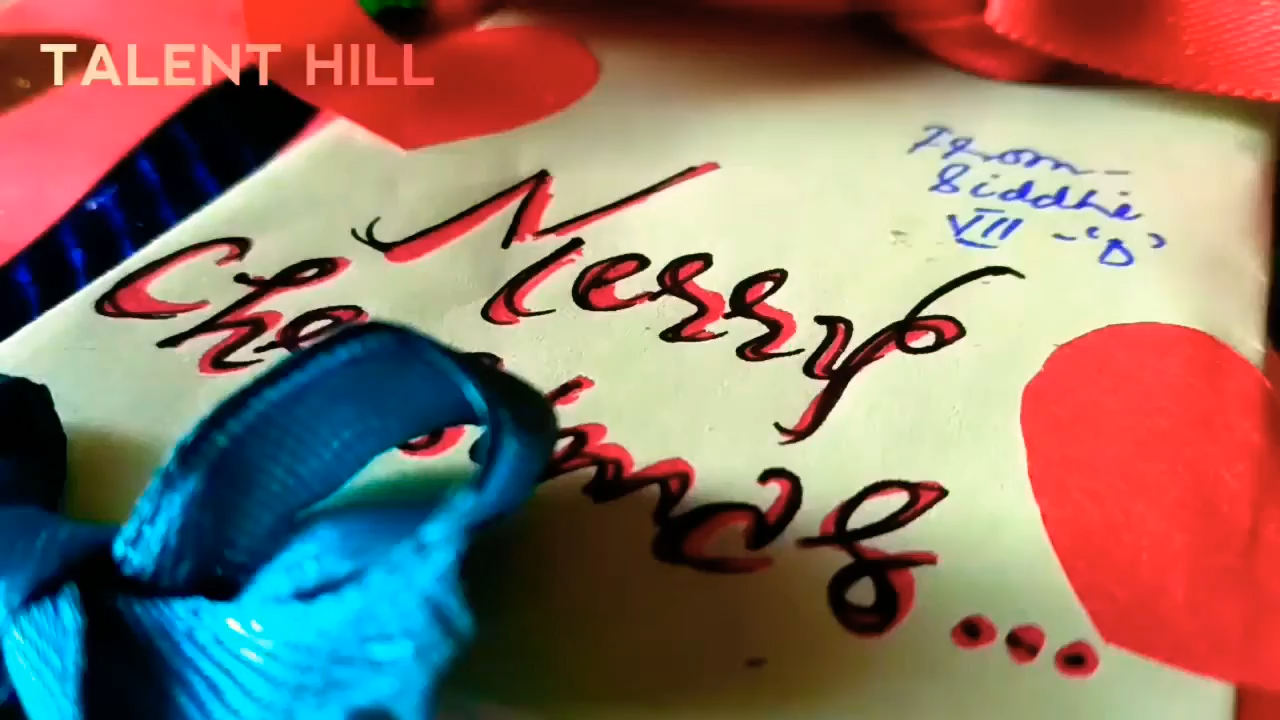 TALENT HILL
From-
Siddhi
VII -'D'
Merry
Christmas...